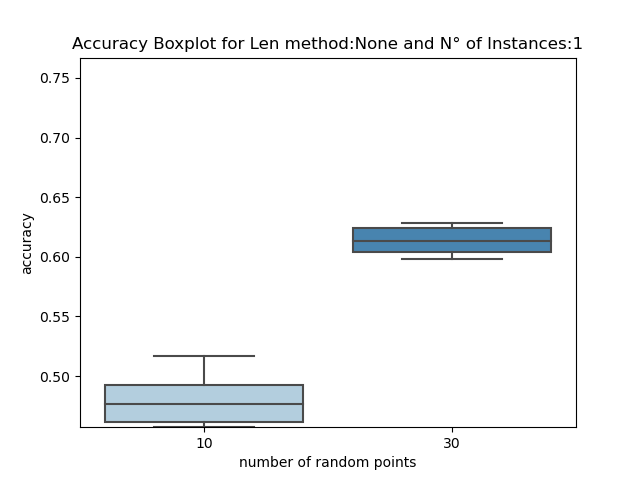 Accuracy Boxplot for Len method:None and N° of Instances:1
0.75
0.70
0.65
0.60
0.55
0.50
accuracy
10 30
number of random points